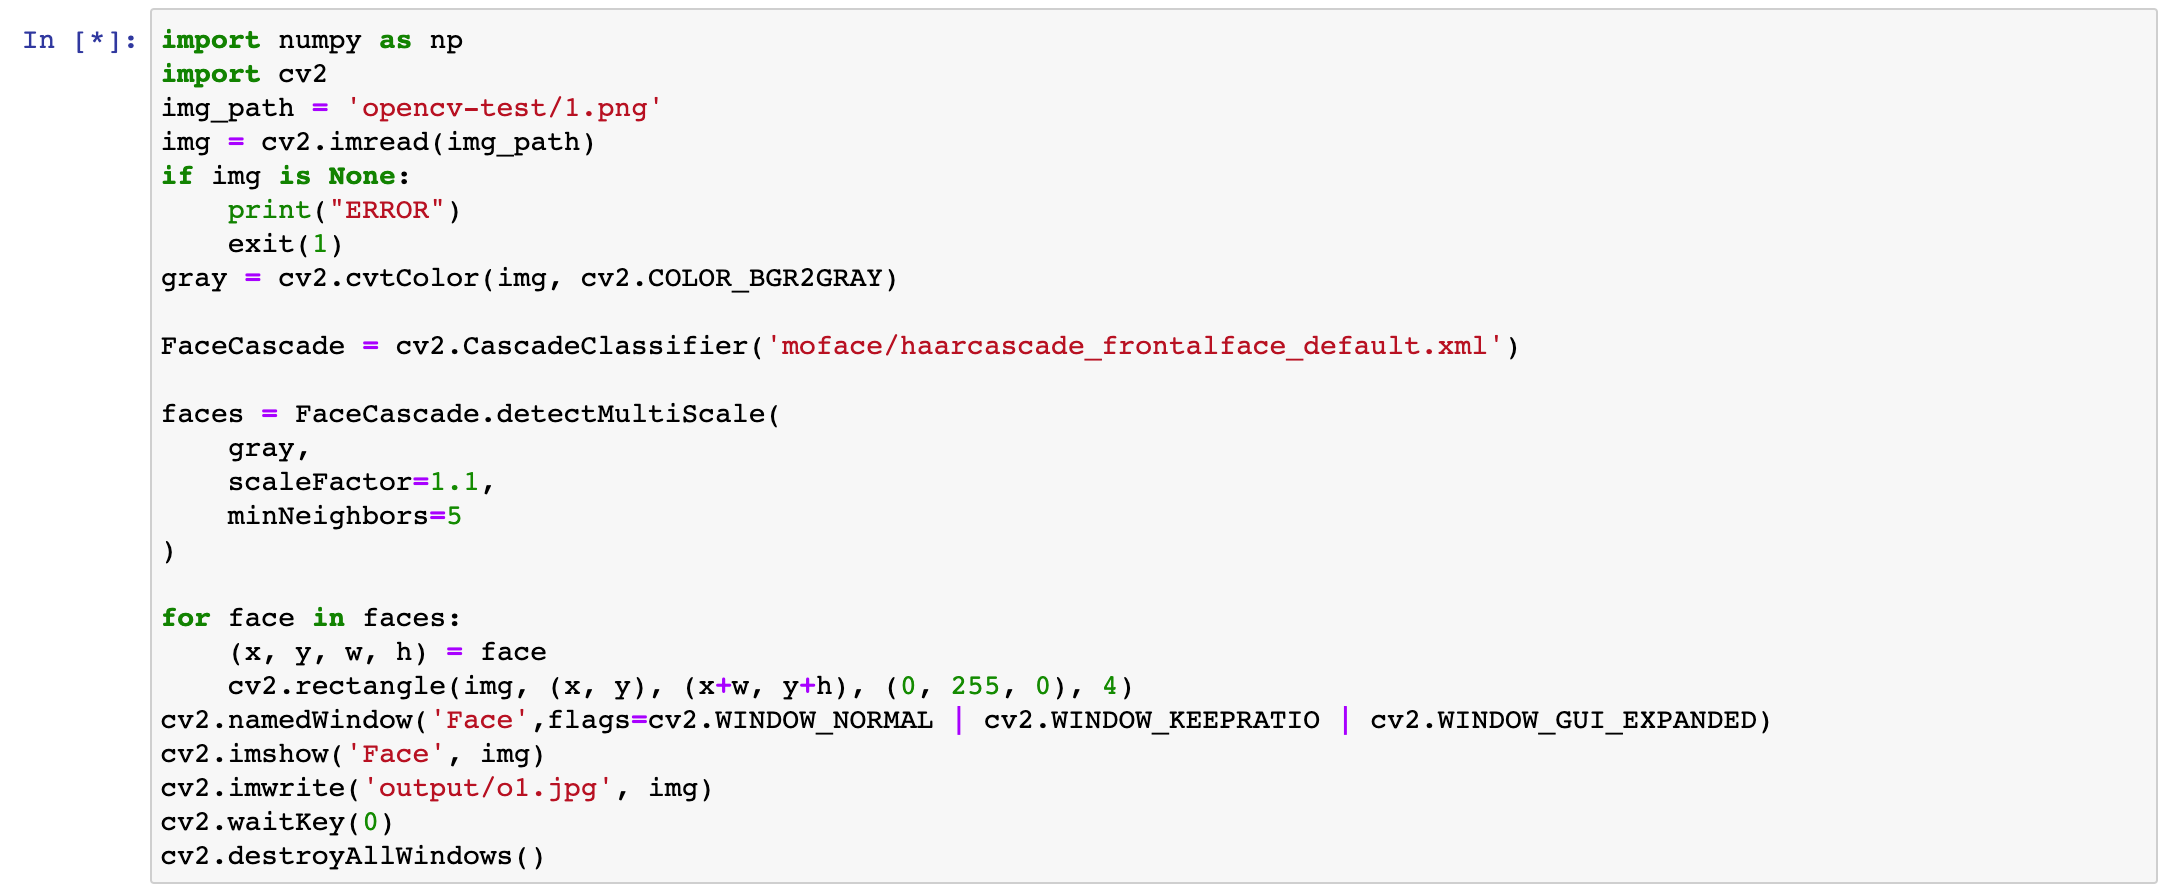 In [*]:
import numpy as np
import cv2
img_path = 'opencv-test/1.png'
img = cv2.imread(img_path)
if img is None:
    print("ERROR")
    exit(1)
gray = cv2.cvtColor(img, cv2.COLOR_BGR2GRAY)

FaceCascade = cv2.CascadeClassifier('moface/haarcascade_frontalface_default.xml')

faces = FaceCascade.detectMultiScale(
    gray,
    scaleFactor=1.1,
    minNeighbors=5
)

for face in faces:
    (x, y, w, h) = face
    cv2.rectangle(img, (x, y), (x+w, y+h), (0, 255, 0), 4)
cv2.namedWindow('Face',flags=cv2.WINDOW_NORMAL | cv2.WINDOW_KEEPRATIO | cv2.WINDOW_GUI_EXPANDED)
cv2.imshow('Face', img)
cv2.imwrite('output/o1.jpg', img)
cv2.waitKey(0)
cv2.destroyAllWindows()